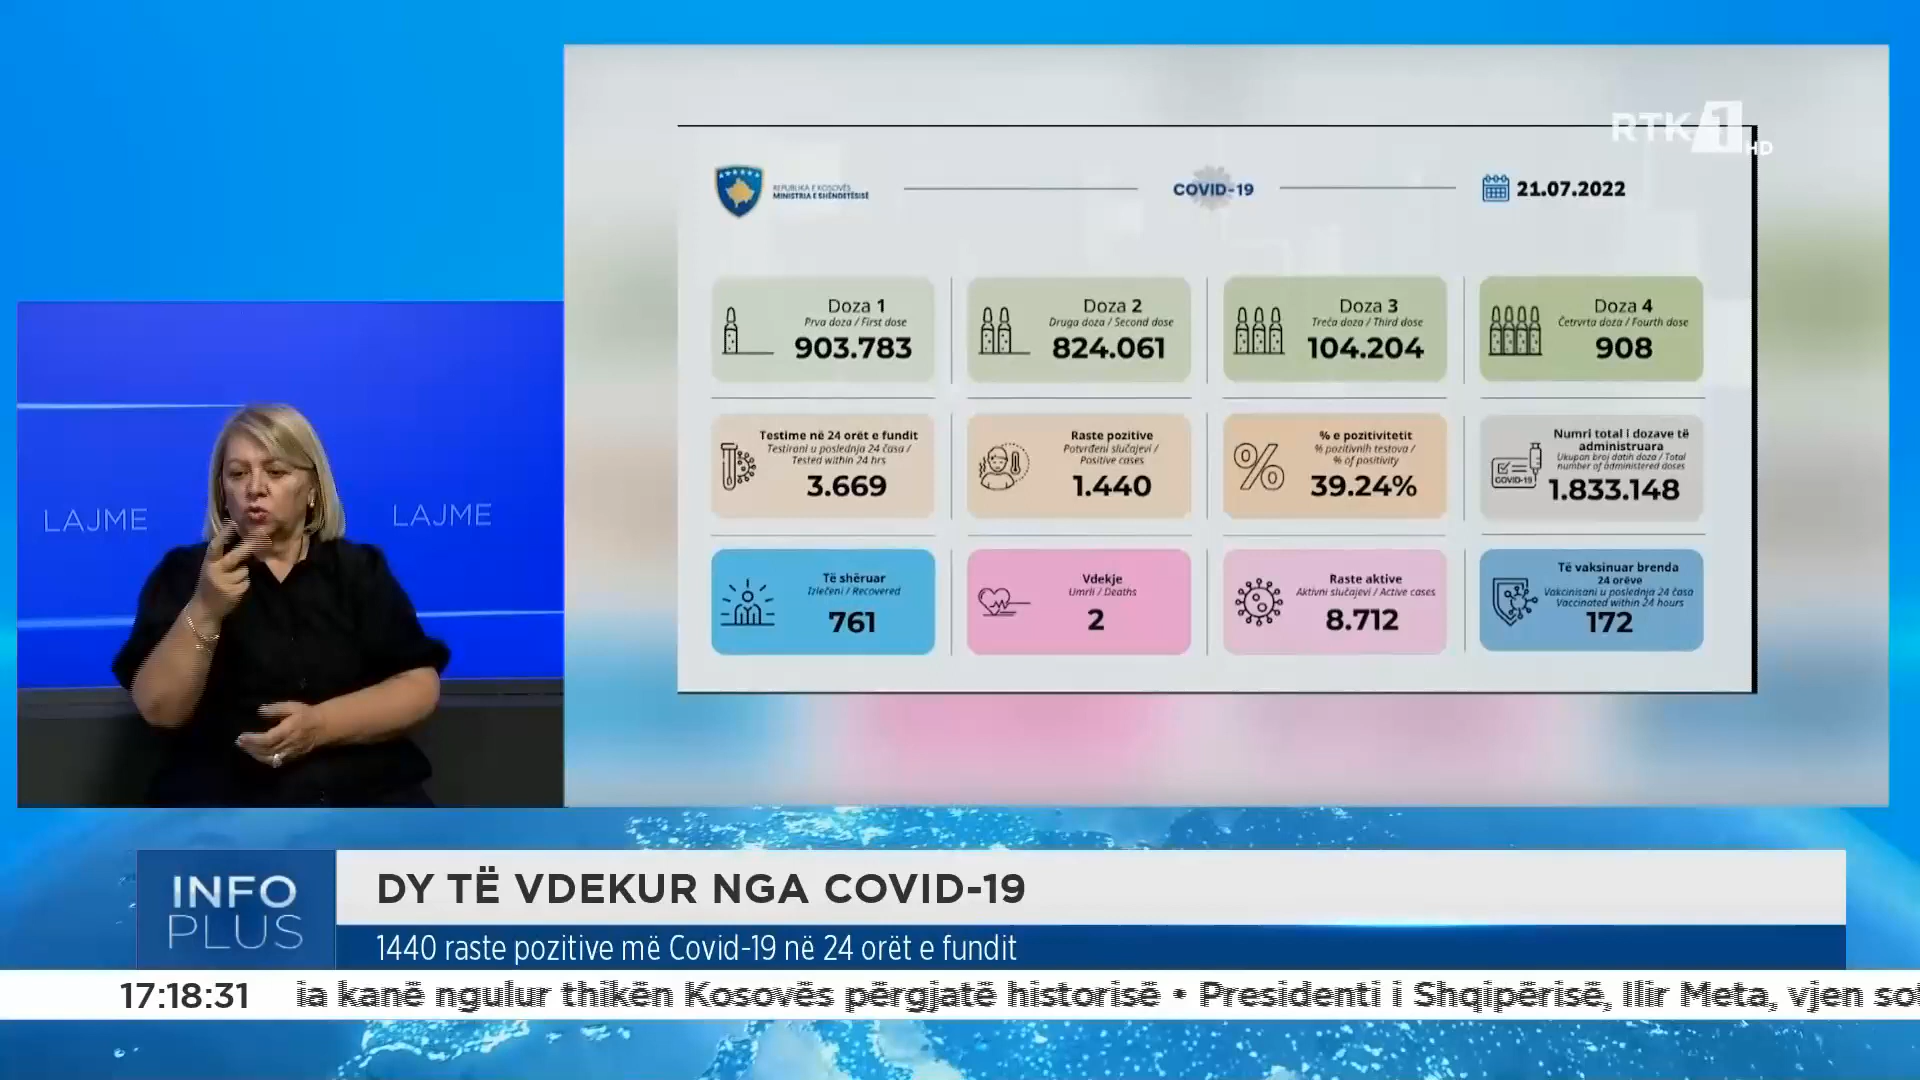 RTK 1 HD
REPUBLIKA E KOSOVËS
MINISTRIA E SHËNDETËSISË
COVID-19
21.07.2022
Doza 1
Prva doza / First dose
903.783
Doza 2
Druga doza / Second dose
824.061
Doza 3
Treća doza / Third dose
104.204
Doza 4
Četvrta doza / Fourth dose
908
Testime në 24 orët e fundit
Testirani u poslednja 24 časa /
Tested within 24 hrs
3.669
Raste pozitive
Potvrđeni slučajevi /
Positive cases
1.440
% e pozitivitetit
% pozitivnih testova /
% of positivity
39.24%
Numri total i dozave të
administruara
Ukupan broj datih doza / Total
number of administered doses
COVID-19
1.833.148
Të shëruar
Izlečeni / Recovered
761
Vdekje
Umrli / Deaths
2
Raste aktive
Aktivni slučajevi / Active cases
8.712
Të vaksinuar brenda
24 orëve
Vakcinisani u poslednja 24 časa
Vaccinated within 24 hours
172
LAJME
LAJME
INFO
PLUS
DY TË VDEKUR NGA COVID-19
1440 raste pozitive më Covid-19 në 24 orët e fundit
17:18:31
ia kanë ngulur thikën Kosovës përgjatë historisë • Presidenti i Shqipërisë, Ilir Meta, vjen sot